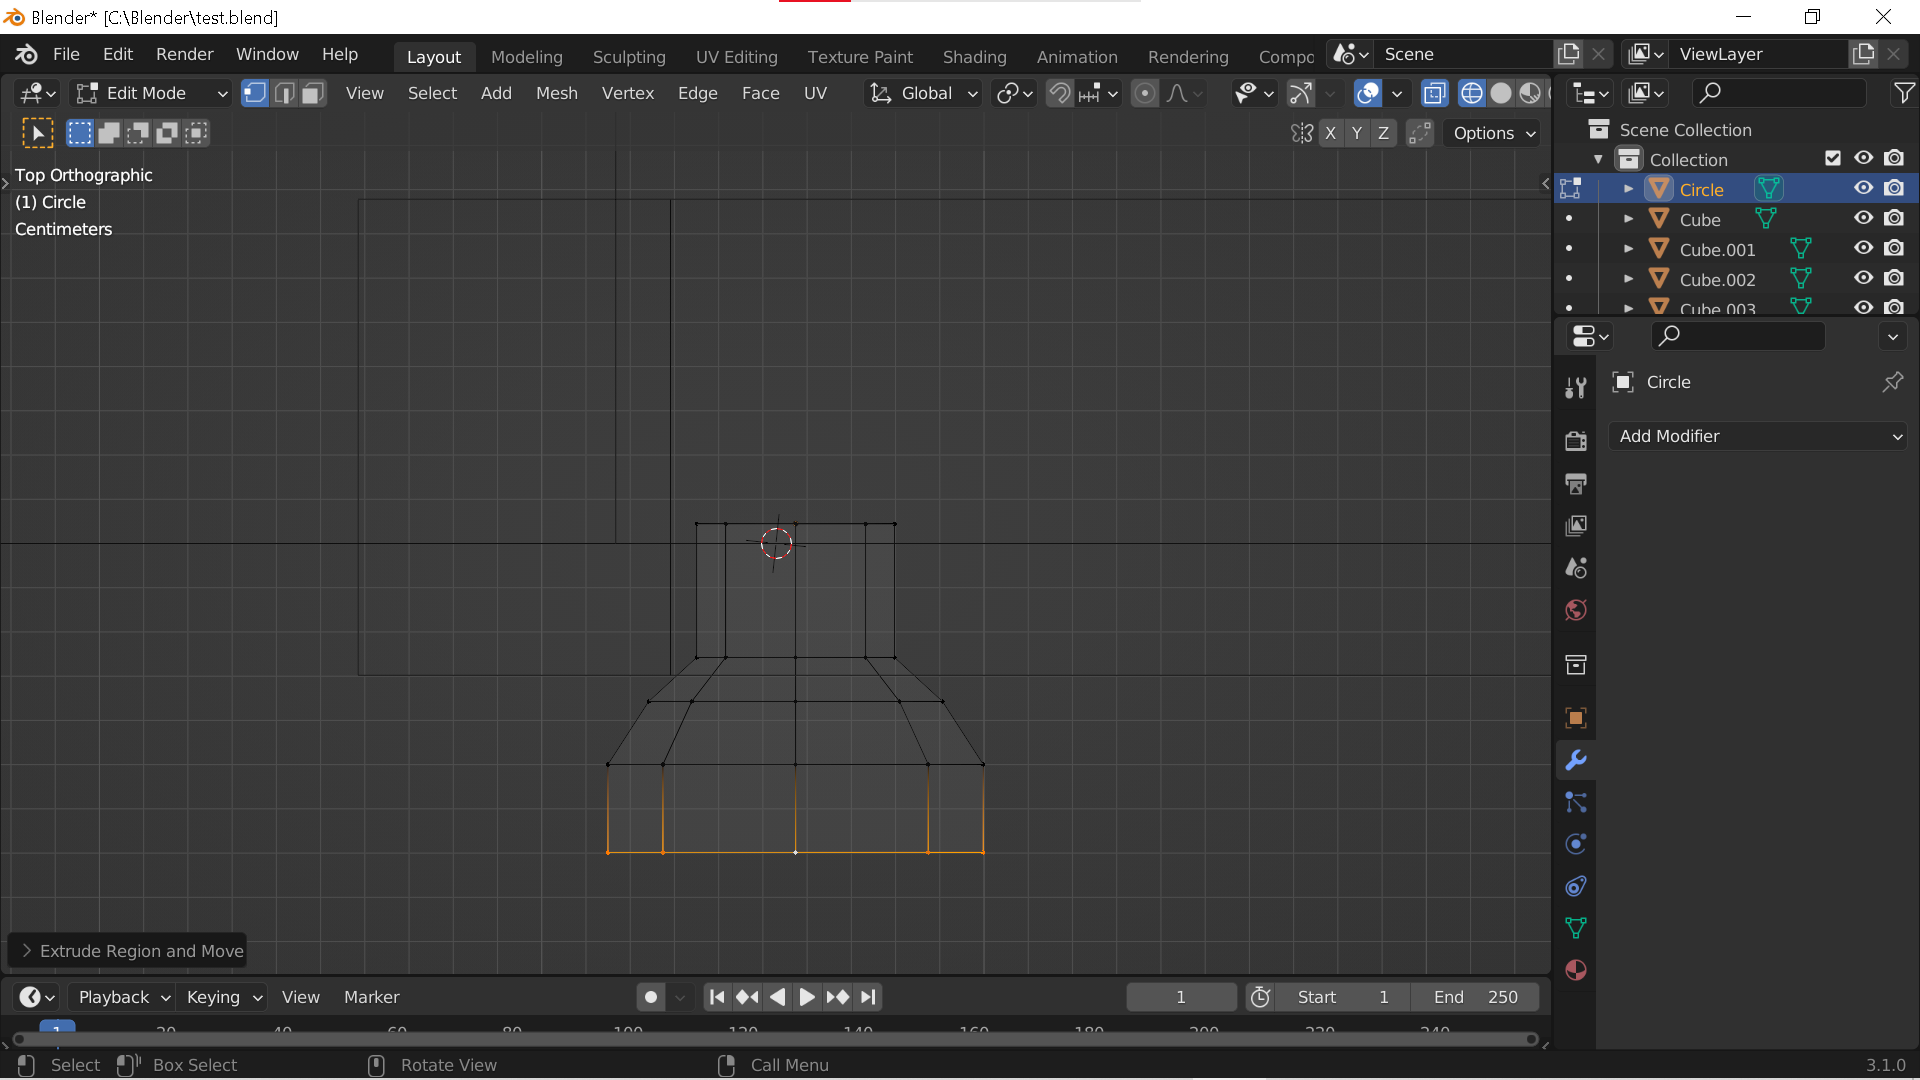 Blender* [C:\Blender\test.blend]
File Edit Render Window Help Layout Modeling Sculpting UV Editing Texture Paint Shading Animation Rendering Compo Scene ViewLayer
Edit Mode View Select Add Mesh Vertex Edge Face UV Global
X Y Z Options
Top Orthographic
(1) Circle
Centimeters
Scene Collection
Collection
Circle
Cube
Cube.001
Cube.002
Cube.003
Circle
Add Modifier
Extrude Region and Move
Playback Keying View Marker 1 Start 1 End 250
1 20 40 60 80 100 120 140 160 180 200 220 240
Select Box Select Rotate View Call Menu 3.1.0